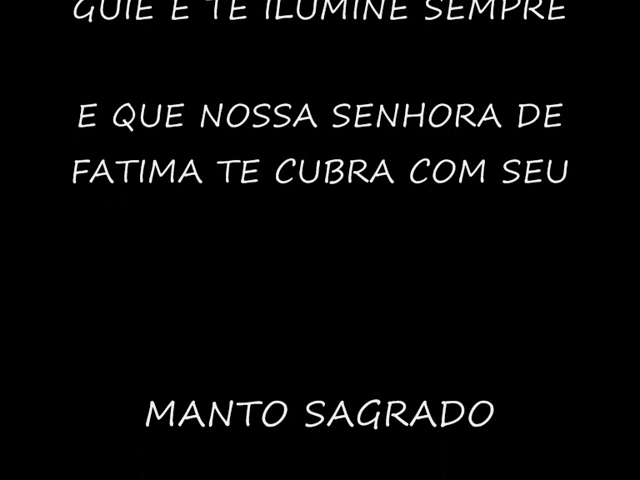 GUIE E TE ILUMINE SEMPRE
E QUE NOSSA SENHORA DE
FATIMA TE CUBRA COM SEU
MANTO SAGRADO